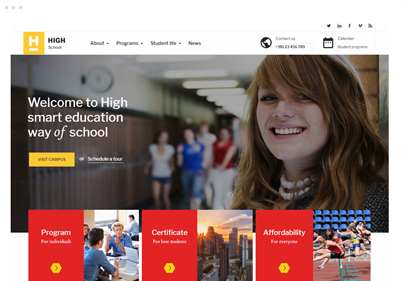 H
HIGH
School
About
Programs
Student life
News
Contact us
+381 23 456 789
Calendar
Student programs
Welcome to High
smart education
way of school
VISIT CAMPUS
or Schedule a tour
Program
For individuals
Certificate
For best students
Affordability
For everyone